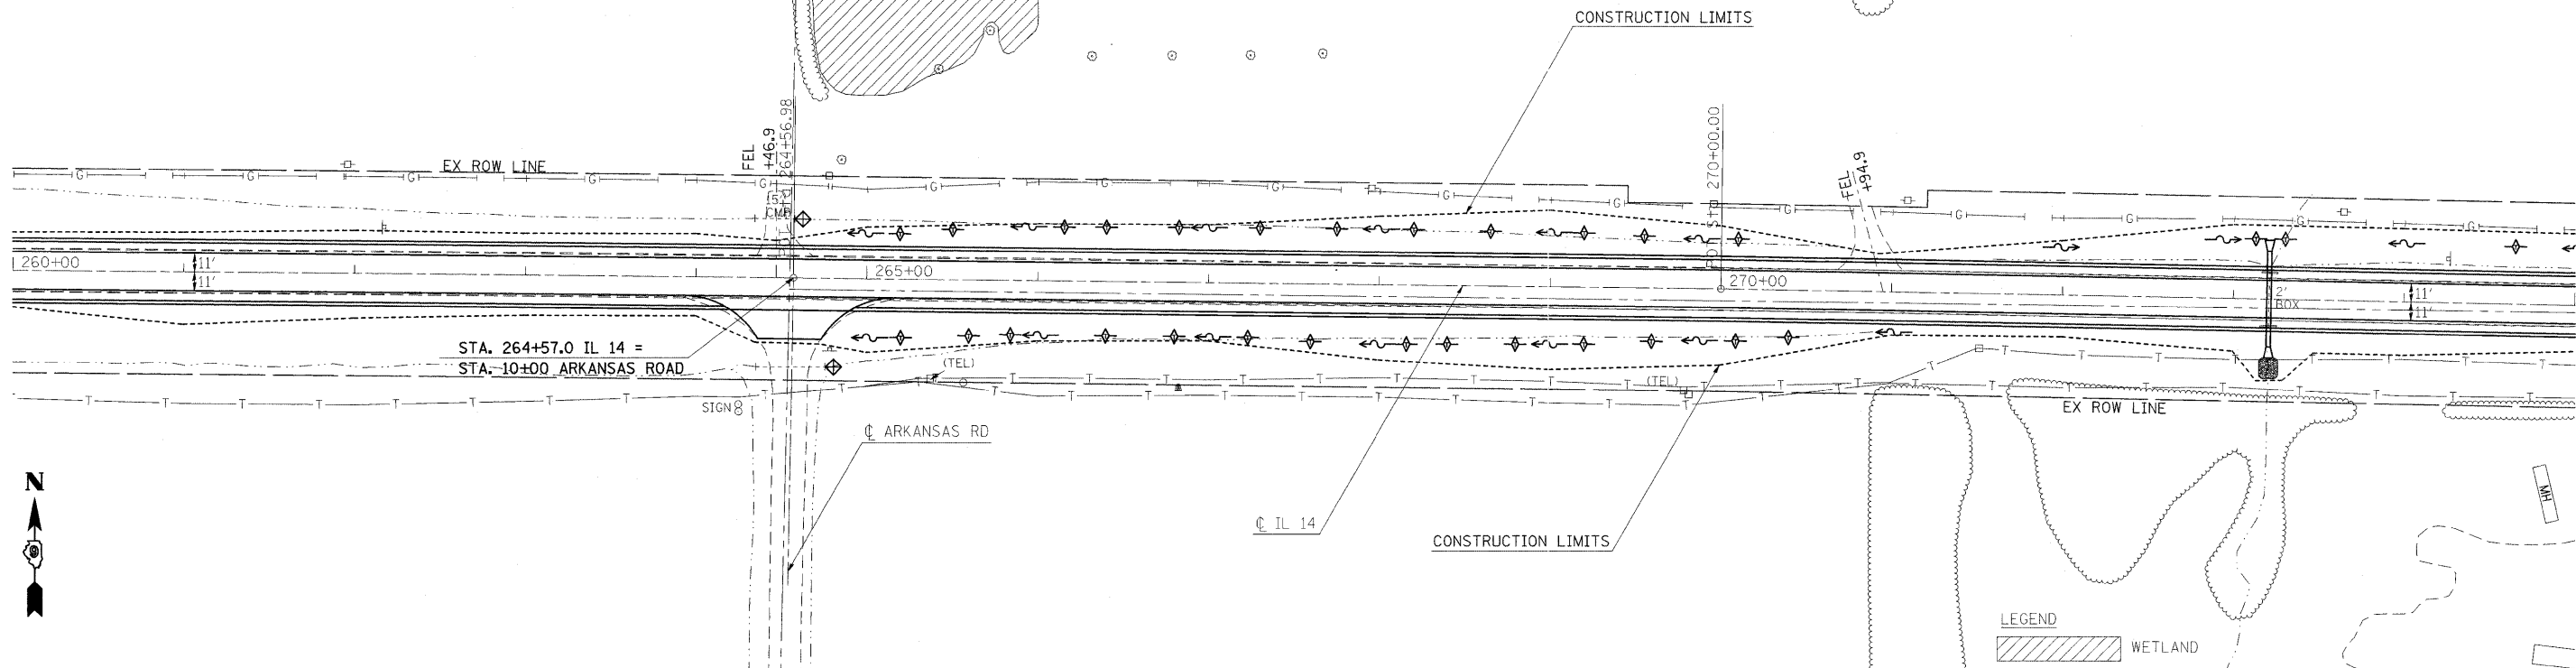 CONSTRUCTION LIMITS
EX ROW LINE
FEL
+46.9
264+56.98
270+00.00
FEL
+94.9
G G G G G G G G G G G G G G G
CMP
260+00
11'
11'
265+00
270+00
2'
BOX
11'
11'
STA. 264+57.0 IL 14 =
STA. 10+00 ARKANSAS ROAD
(TEL)
(TEL)
SIGN
EX ROW LINE
℄ ARKANSAS RD
℄ IL 14
CONSTRUCTION LIMITS
N
9
MH
LEGEND
WETLAND